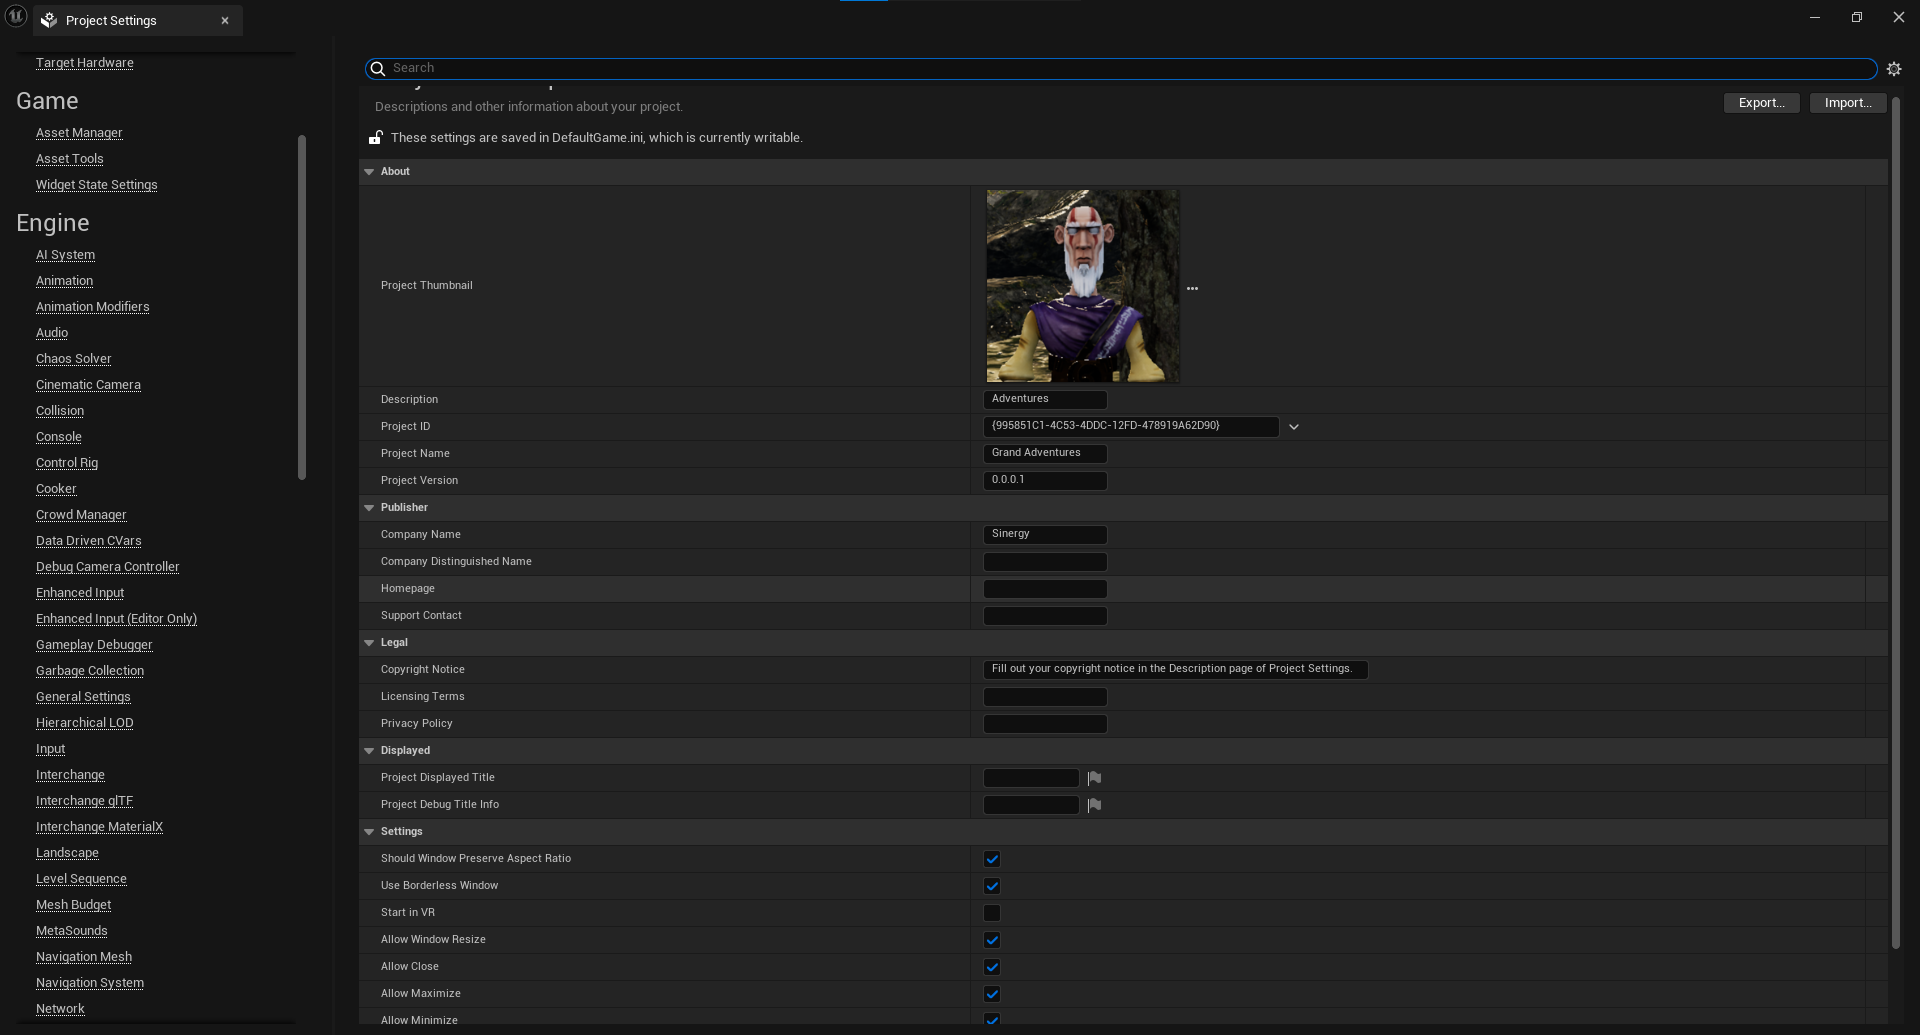 Project Settings
Target Hardware
Game
Asset Manager
Asset Tools
Widget State Settings
Engine
AI System
Animation
Animation Modifiers
Audio
Chaos Solver
Cinematic Camera
Collision
Console
Control Rig
Cooker
Crowd Manager
Data Driven CVars
Debug Camera Controller
Enhanced Input
Enhanced Input (Editor Only)
Gameplay Debugger
Garbage Collection
General Settings
Hierarchical LOD
Input
Interchange
Interchange glTF
Interchange MaterialX
Landscape
Level Sequence
Mesh Budget
MetaSounds
Navigation Mesh
Navigation System
Network
Search
Descriptions and other information about your project.
Export... Import...
These settings are saved in DefaultGame.ini, which is currently writable.
About
Project Thumbnail
Description Adventures
Project ID {995851C1-4C53-4DDC-12FD-478919A62D90}
Project Name Grand Adventures
Project Version 0.0.0.1
Publisher
Company Name Sinergy
Company Distinguished Name
Homepage
Support Contact
Legal
Copyright Notice Fill out your copyright notice in the Description page of Project Settings.
Licensing Terms
Privacy Policy
Displayed
Project Displayed Title
Project Debug Title Info
Settings
Should Window Preserve Aspect Ratio
Use Borderless Window
Start in VR
Allow Window Resize
Allow Close
Allow Maximize
Allow Minimize